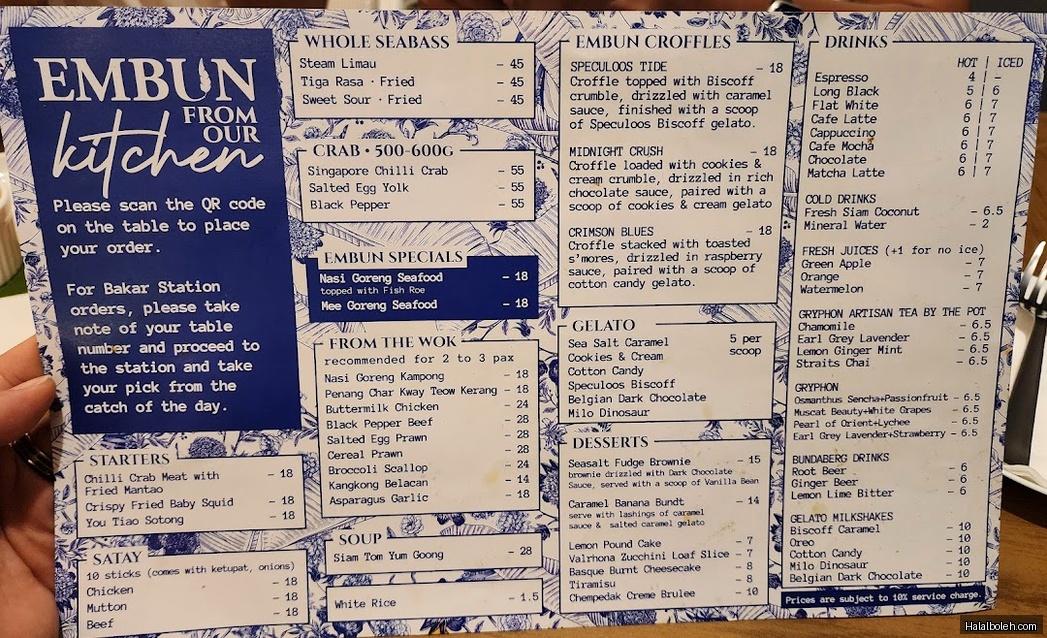 EMBUN
FROM
OUR
kitchen
Please scan the QR code
on the table to place
your order.
For Bakar Station
orders, please take
note of your table
number and proceed to
the station and take
your pick from the
catch of the day.
STARTERS
Chilli Crab Meat with – 18
Fried Mantao
Crispy Fried Baby Squid – 18
You Tiao Sotong – 18
SATAY
10 sticks (comes with ketupat, onions)
Chicken – 18
Mutton – 18
Beef – 18
WHOLE SEABASS
Steam Limau – 45
Tiga Rasa · Fried – 45
Sweet Sour · Fried – 45
CRAB • 500-600G
Singapore Chilli Crab – 55
Salted Egg Yolk – 55
Black Pepper – 55
EMBUN SPECIALS
Nasi Goreng Seafood – 18
topped with Fish Roe
Mee Goreng Seafood – 18
FROM THE WOK
recommended for 2 to 3 pax
Nasi Goreng Kampong – 18
Penang Char Kway Teow Kerang – 18
Buttermilk Chicken – 24
Black Pepper Beef – 28
Salted Egg Prawn – 28
Cereal Prawn – 28
Broccoli Scallop – 24
Kangkong Belacan – 14
Asparagus Garlic – 18
SOUP
Siam Tom Yum Goong – 28
White Rice – 1.5
EMBUN CROFFLES
SPECULOOS TIDE – 18
Croffle topped with Biscoff
crumble, drizzled with caramel
sauce, finished with a scoop
of Speculoos Biscoff gelato.
MIDNIGHT CRUSH – 18
Croffle loaded with cookies &
cream crumble, drizzled in rich
chocolate sauce, paired with a
scoop of cookies & cream gelato
CRIMSON BLUES – 18
Croffle stacked with toasted
s'mores, drizzled in raspberry
sauce, paired with a scoop of
cotton candy gelato.
GELATO
Sea Salt Caramel 5 per
Cookies & Cream scoop
Cotton Candy
Speculoos Biscoff
Belgian Dark Chocolate
Milo Dinosaur
DESSERTS
Seasalt Fudge Brownie – 15
brownie drizzled with Dark Chocolate
Sauce, served with a scoop of Vanilla Bean
Caramel Banana Bundt – 14
serve with lashings of caramel
sauce & salted caramel gelato
Lemon Pound Cake – 7
Valrhona Zucchini Loaf Slice – 7
Basque Burnt Cheesecake – 8
Tiramisu – 8
Chempedak Creme Brulee – 10
DRINKS
HOT | ICED
Espresso 4 | –
Long Black 5 | 6
Flat White 6 | 7
Cafe Latte 6 | 7
Cappuccino 6 | 7
Cafe Mocha 6 | 7
Chocolate 6 | 7
Matcha Latte 6 | 7
COLD DRINKS
Fresh Siam Coconut – 6.5
Mineral Water – 2
FRESH JUICES (+1 for no ice)
Green Apple – 7
Orange – 7
Watermelon – 7
GRYPHON ARTISAN TEA BY THE POT
Chamomile – 6.5
Earl Grey Lavender – 6.5
Lemon Ginger Mint – 6.5
Straits Chai – 6.5
GRYPHON
Osmanthus Sencha+Passionfruit – 6.5
Muscat Beauty+White Grapes – 6.5
Pearl of Orient+Lychee – 6.5
Earl Grey Lavender+Strawberry – 6.5
BUNDABERG DRINKS
Root Beer – 6
Ginger Beer – 6
Lemon Lime Bitter – 6
GELATO MILKSHAKES
Biscoff Caramel – 10
Oreo – 10
Cotton Candy – 10
Milo Dinosaur – 10
Belgian Dark Chocolate – 10
Prices are subject to 10% service charge.
Halalboleh.com